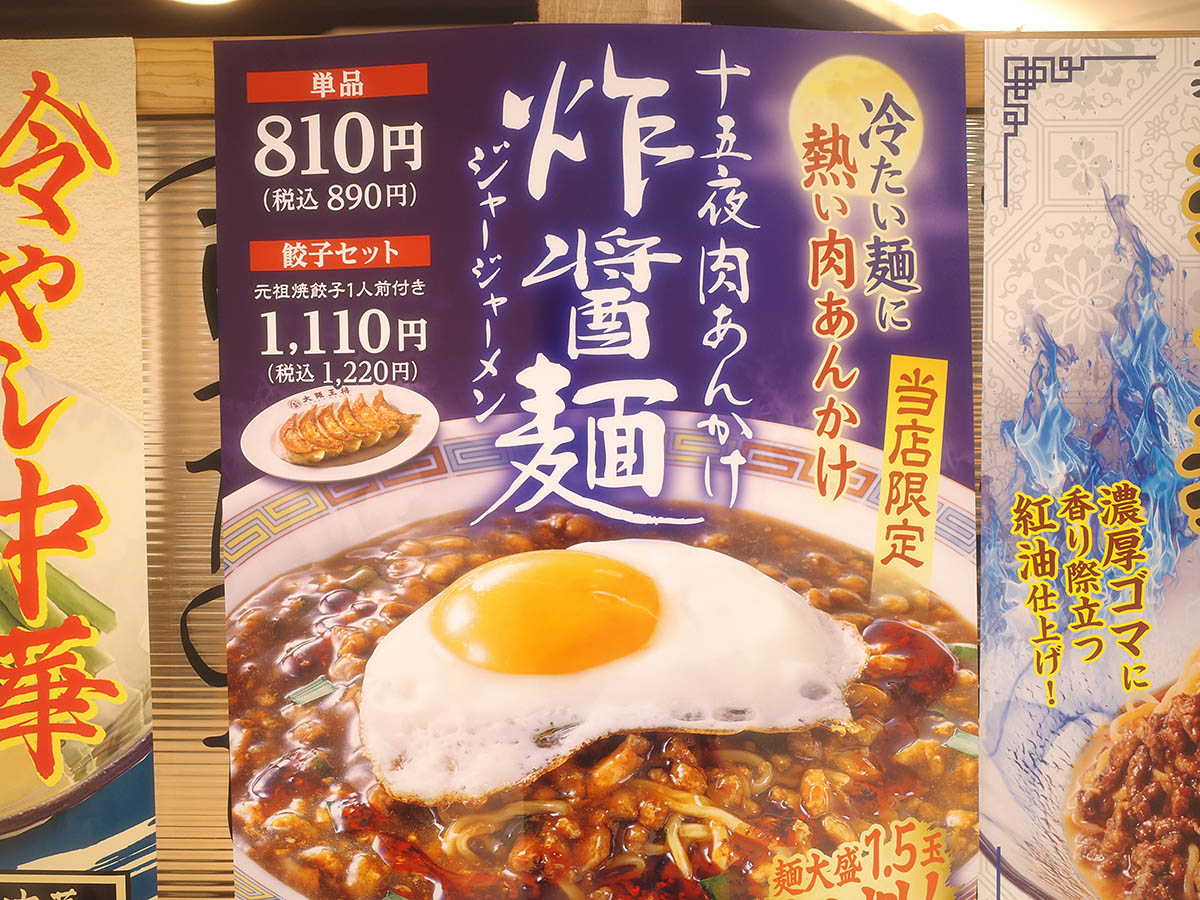 冷やし中華
単品
810円
(税込 890円)
餃子セット
元祖焼餃子1人前付き
1,110円
(税込 1,220円)
大阪王将
冷たい麺に
熱い肉あんかけ
十五夜肉あんかけ
炸醤麺
ジャージャーメン
当店限定
麺大盛1.5玉
濃厚ゴマに
香り際立つ
紅油仕上げ!